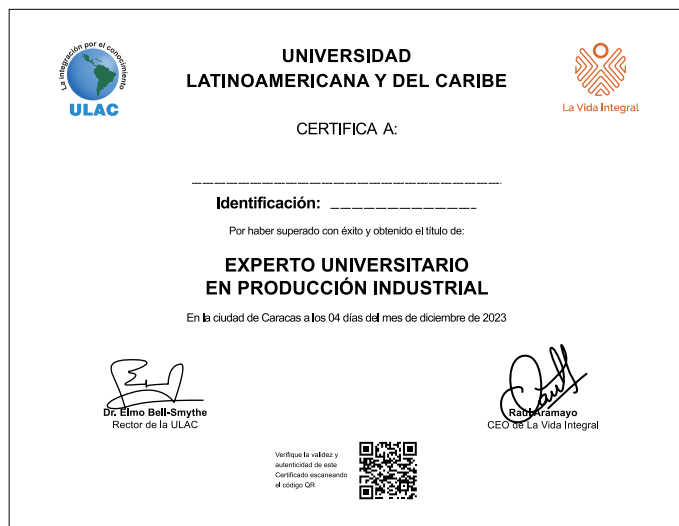 La integración por el conocimiento
ULAC
UNIVERSIDAD
LATINOAMERICANA Y DEL CARIBE
La Vida Integral
CERTIFICA A:
Identificación:
Por haber superado con éxito y obtenido el título de:
EXPERTO UNIVERSITARIO
EN PRODUCCIÓN INDUSTRIAL
En la ciudad de Caracas a los 04 días del mes de diciembre de 2023
Dr. Elmo Bell-Smythe
Rector de la ULAC
Raúl Aramayo
CEO de La Vida Integral
Verifique la validez y
autenticidad de este
Certificado escaneando
el código QR